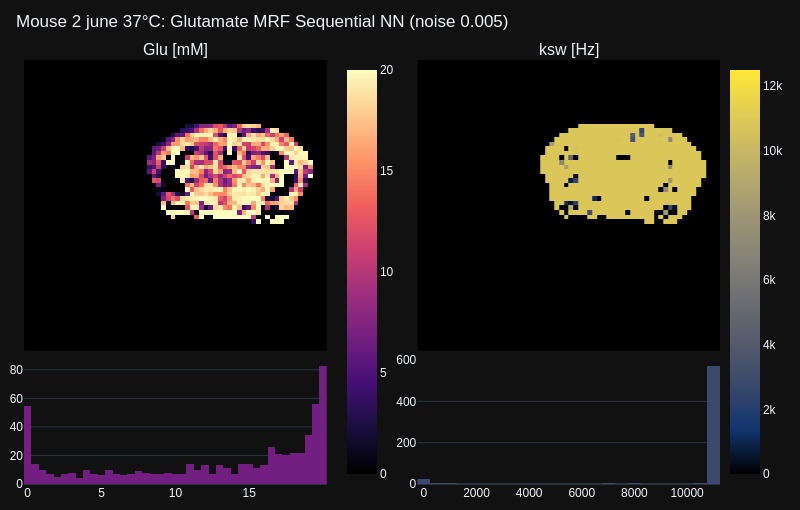 Mouse 2 june 37°C: Glutamate MRF Sequential NN (noise 0.005)
Glu [mM]
ksw [Hz]
20
15
10
5
0
12k
10k
8k
6k
4k
2k
0
80
60
40
20
0
0 5 10 15
600
400
200
0
0 2000 4000 6000 8000 10000